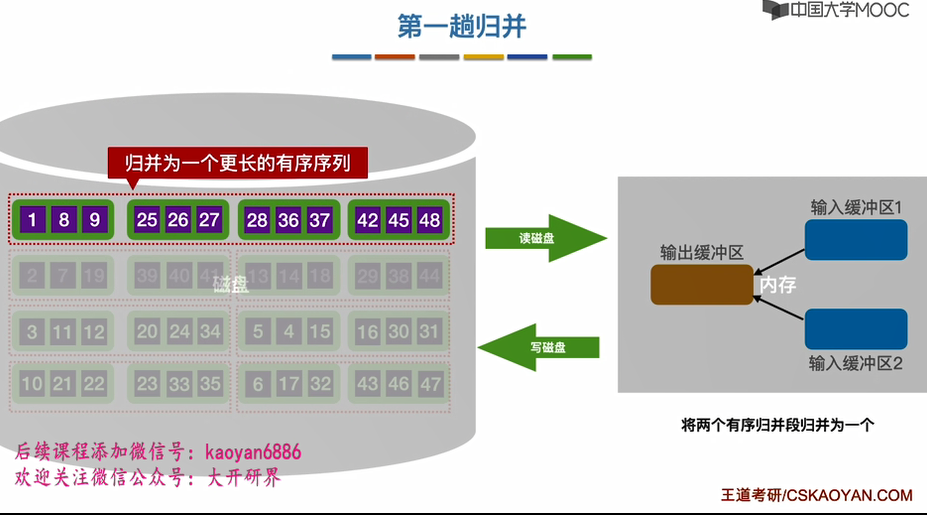 中国大学MOOC
第一趟归并
归并为一个更长的有序序列
1 8 9 25 26 27 28 36 37 42 45 48
2 7 19 39 40 41 13 14 18 29 38 44
磁盘
3 11 12 20 24 34 5 4 15 16 30 31
10 21 22 23 33 35 6 17 32 43 46 47
读磁盘
写磁盘
输入缓冲区1
输出缓冲区
内存
输入缓冲区2
将两个有序归并段归并为一个
后续课程添加微信号：kaoyan6886
欢迎关注微信公众号：大开研界
王道考研/CSKAOYAN.COM